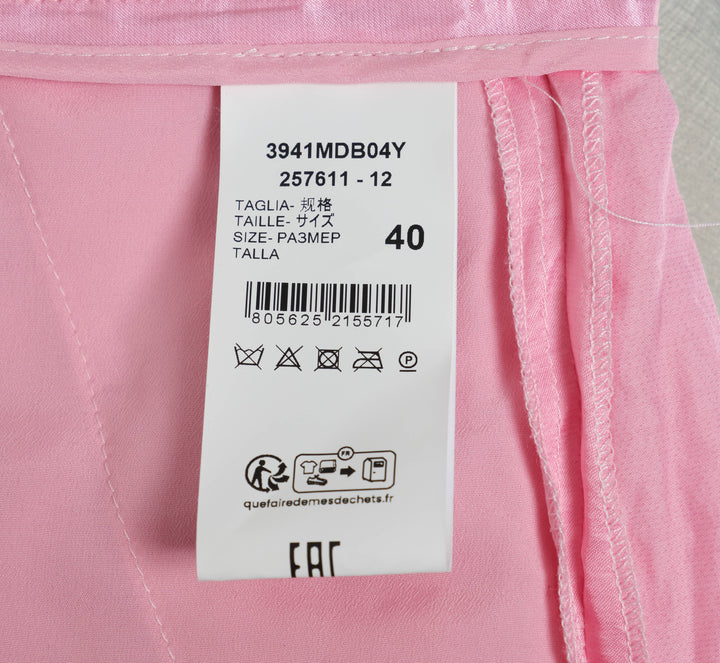 3941MDB04Y
257611 - 12
TAGLIA- 规格
TAILLE- サイズ
SIZE- РАЗМЕР
TALLA
40
805625 2155717
P
FR
quefairedemesdechets.fr
EAC